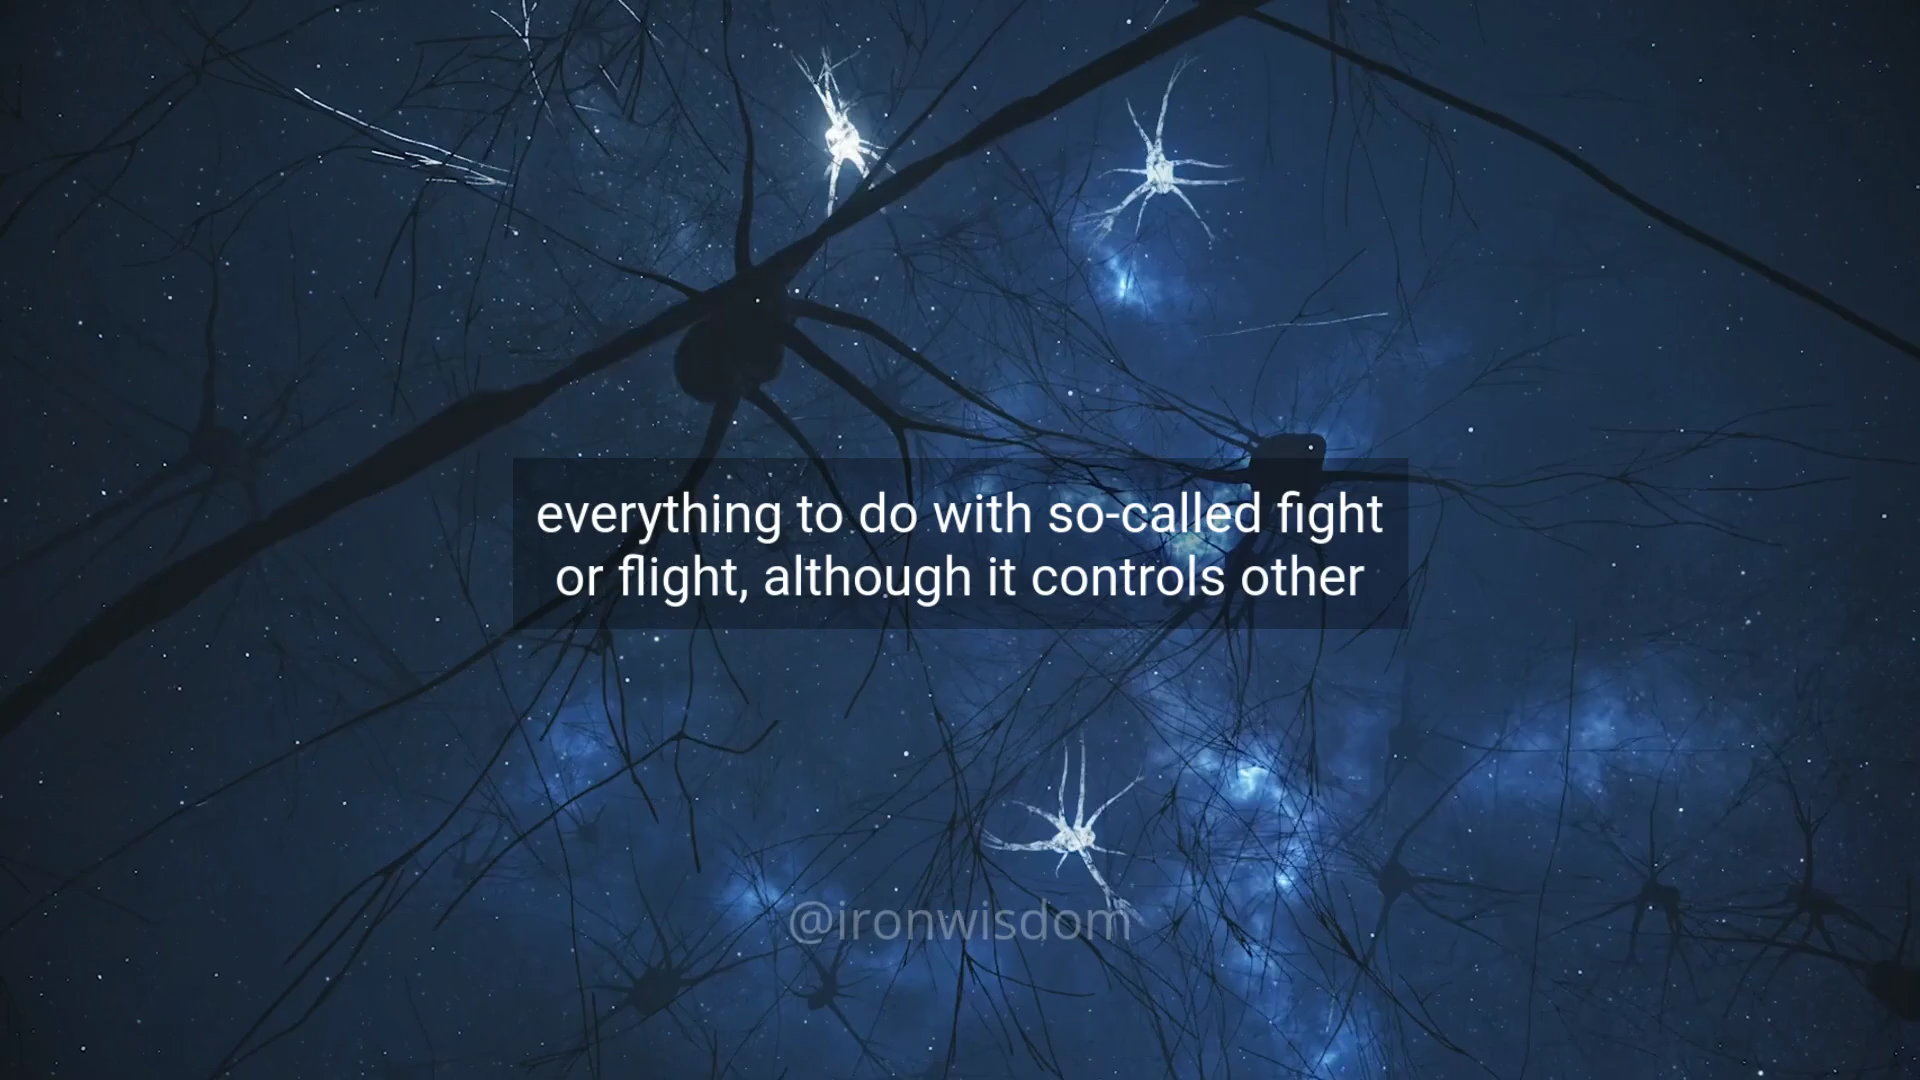 everything to do with so-called fight
or flight, although it controls other
@ironwisdom